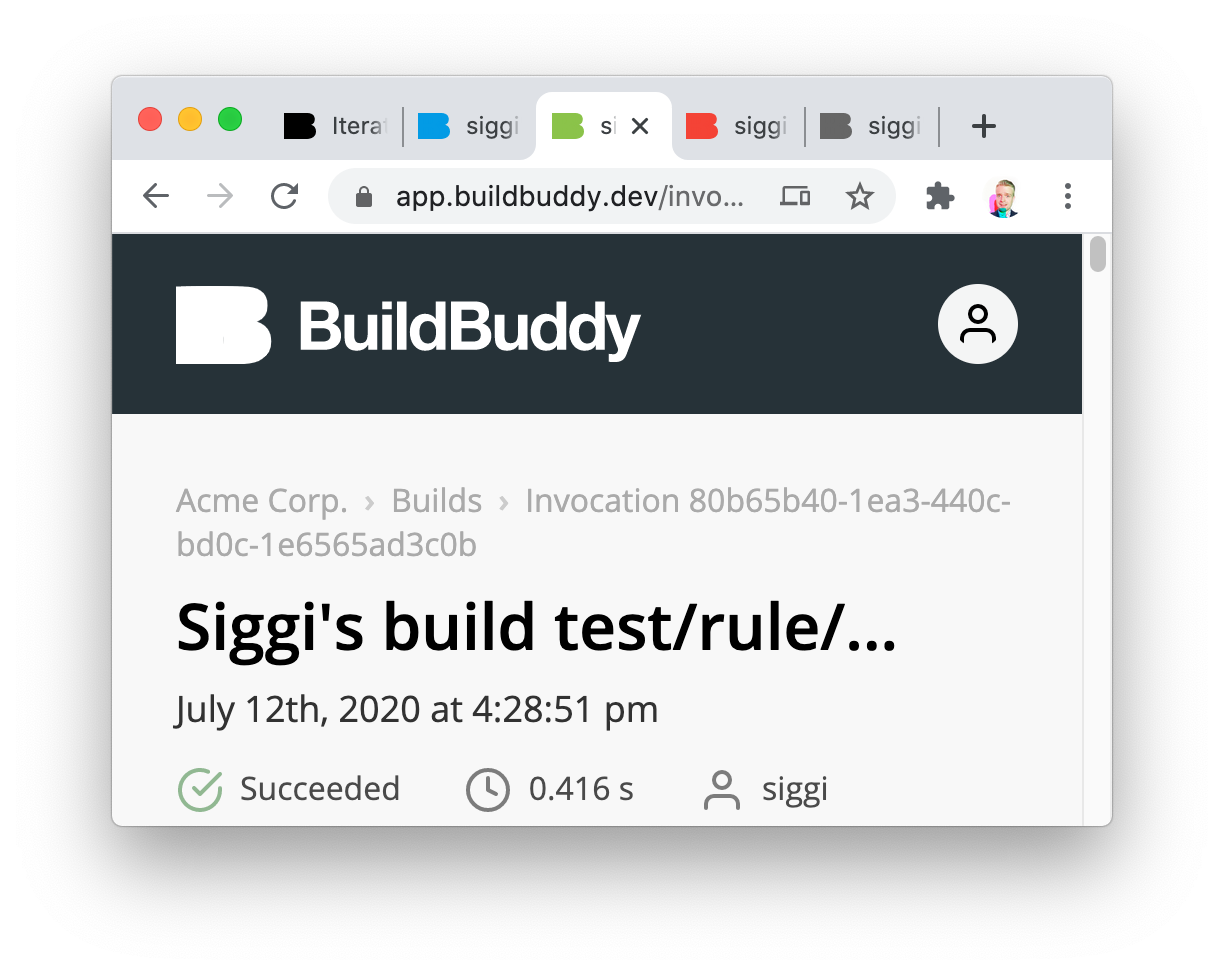 Itera siggi si siggi siggi
app.buildbuddy.dev/invo...
BuildBuddy
Acme Corp. › Builds › Invocation 80b65b40-1ea3-440c-
bd0c-1e6565ad3c0b
Siggi's build test/rule/...
July 12th, 2020 at 4:28:51 pm
Succeeded 0.416 s siggi